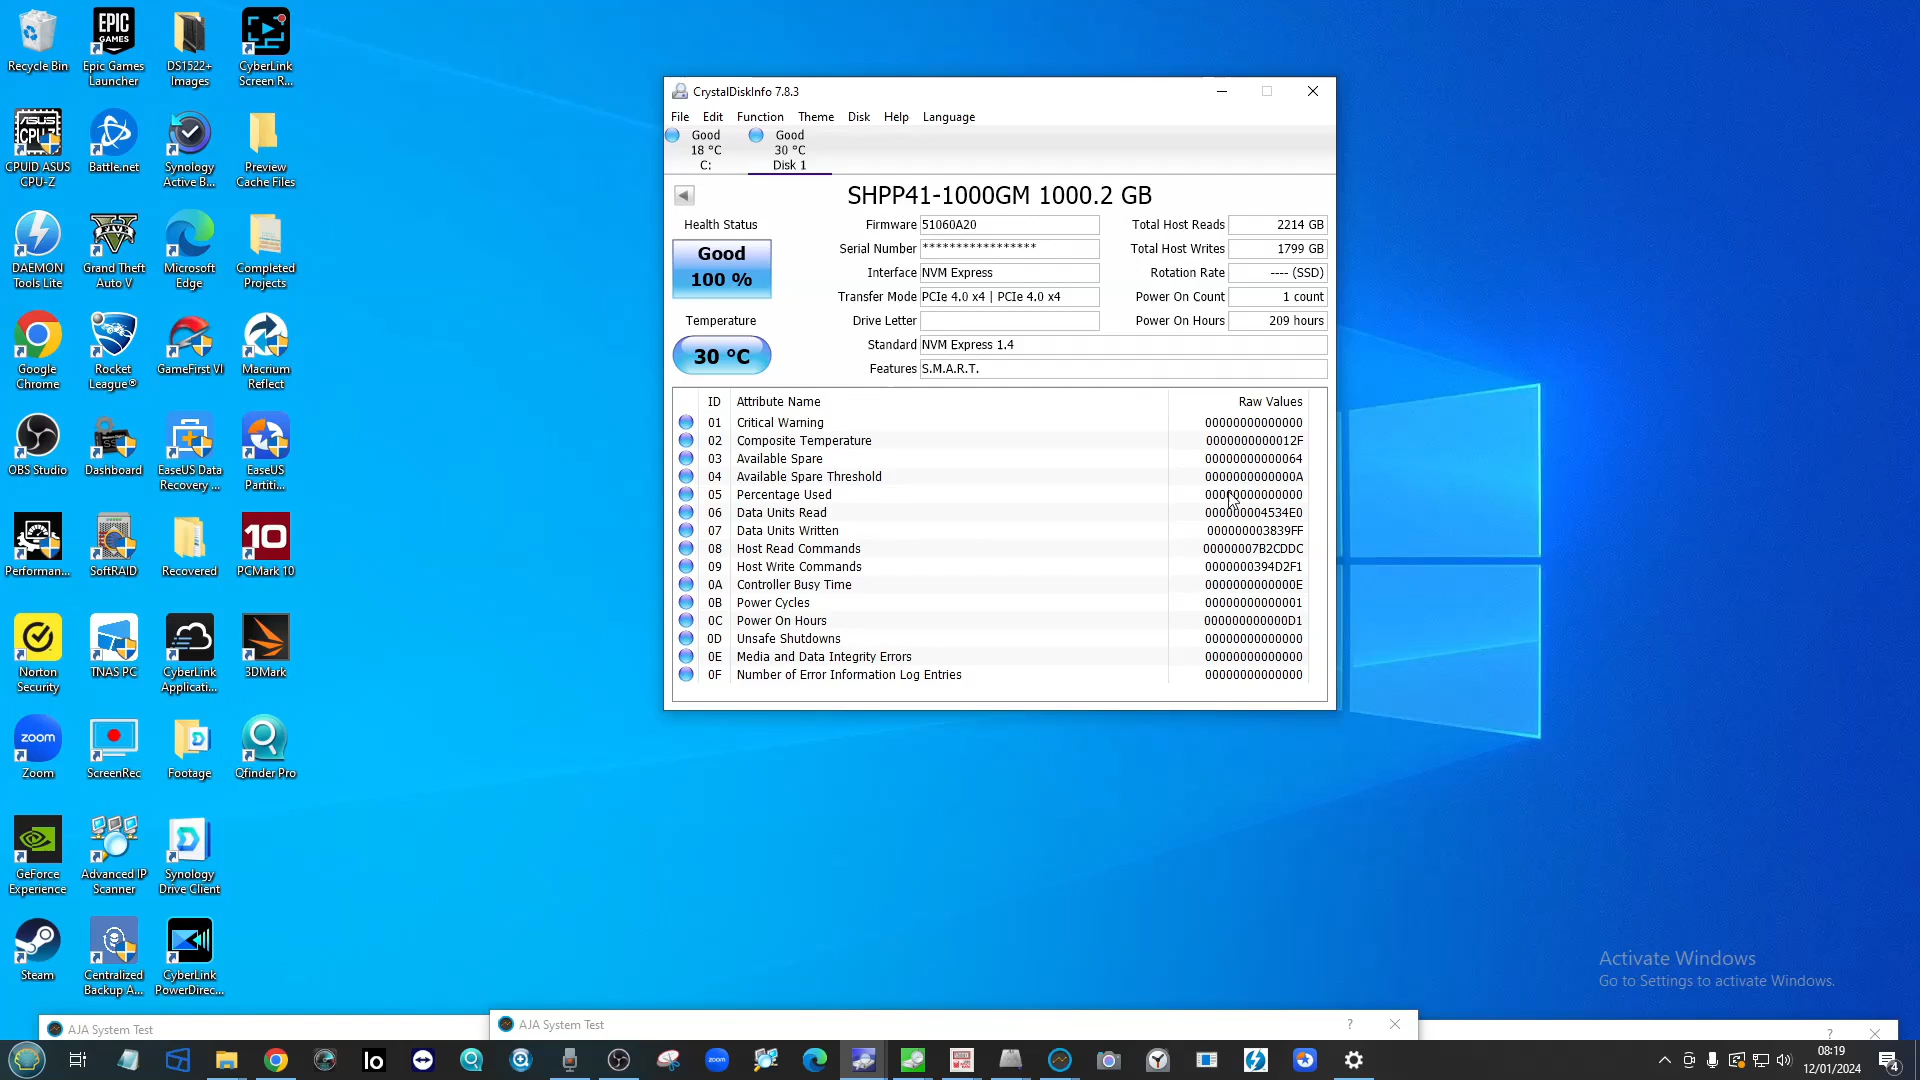 Recycle Bin
EPIC
GAMES
Epic Games
Launcher
DS1522+
Images
CyberLink
Screen R...
ASUS
CPU-Z
CPUID ASUS
CPU-Z
Battle.net
Synology
Active B...
Preview
Cache Files
DAEMON
Tools Lite
FIVE
Grand Theft
Auto V
Microsoft
Edge
Completed
Projects
Google
Chrome
Rocket
League®
GameFirst VI
Macrium
Reflect
OBS Studio
Dashboard
EaseUS Data
Recovery ...
EaseUS
Partiti...
Performan...
SoftRAID
Recovered
10
PCMark 10
Norton
Security
TNAS PC
CyberLink
Applicati...
3DMark
zoom
Zoom
ScreenRec
Footage
Qfinder Pro
GeForce
Experience
Advanced IP
Scanner
Synology
Drive Client
Steam
Centralized
Backup A...
CyberLink
PowerDirec...
CrystalDiskInfo 7.8.3
File Edit Function Theme Disk Help Language
Good Good
18 °C 30 °C
C: Disk 1
SHPP41-1000GM 1000.2 GB
Health Status
Good
100 %
Temperature
30 °C
Firmware 51060A20
Serial Number *****************
Interface NVM Express
Transfer Mode PCIe 4.0 x4 | PCIe 4.0 x4
Drive Letter
Standard NVM Express 1.4
Features S.M.A.R.T.
Total Host Reads 2214 GB
Total Host Writes 1799 GB
Rotation Rate ---- (SSD)
Power On Count 1 count
Power On Hours 209 hours
ID Attribute Name Raw Values
01 Critical Warning 00000000000000
02 Composite Temperature 0000000000012F
03 Available Spare 00000000000064
04 Available Spare Threshold 0000000000000A
05 Percentage Used 00000000000000
06 Data Units Read 000000004534E0
07 Data Units Written 000000003839FF
08 Host Read Commands 00000007B2CDDC
09 Host Write Commands 0000000394D2F1
0A Controller Busy Time 0000000000000E
0B Power Cycles 00000000000001
0C Power On Hours 000000000000D1
0D Unsafe Shutdowns 00000000000000
0E Media and Data Integrity Errors 00000000000000
0F Number of Error Information Log Entries 00000000000000
Activate Windows
Go to Settings to activate Windows.
AJA System Test
AJA System Test ?
?
Io
zoom
08:19
12/01/2024
4